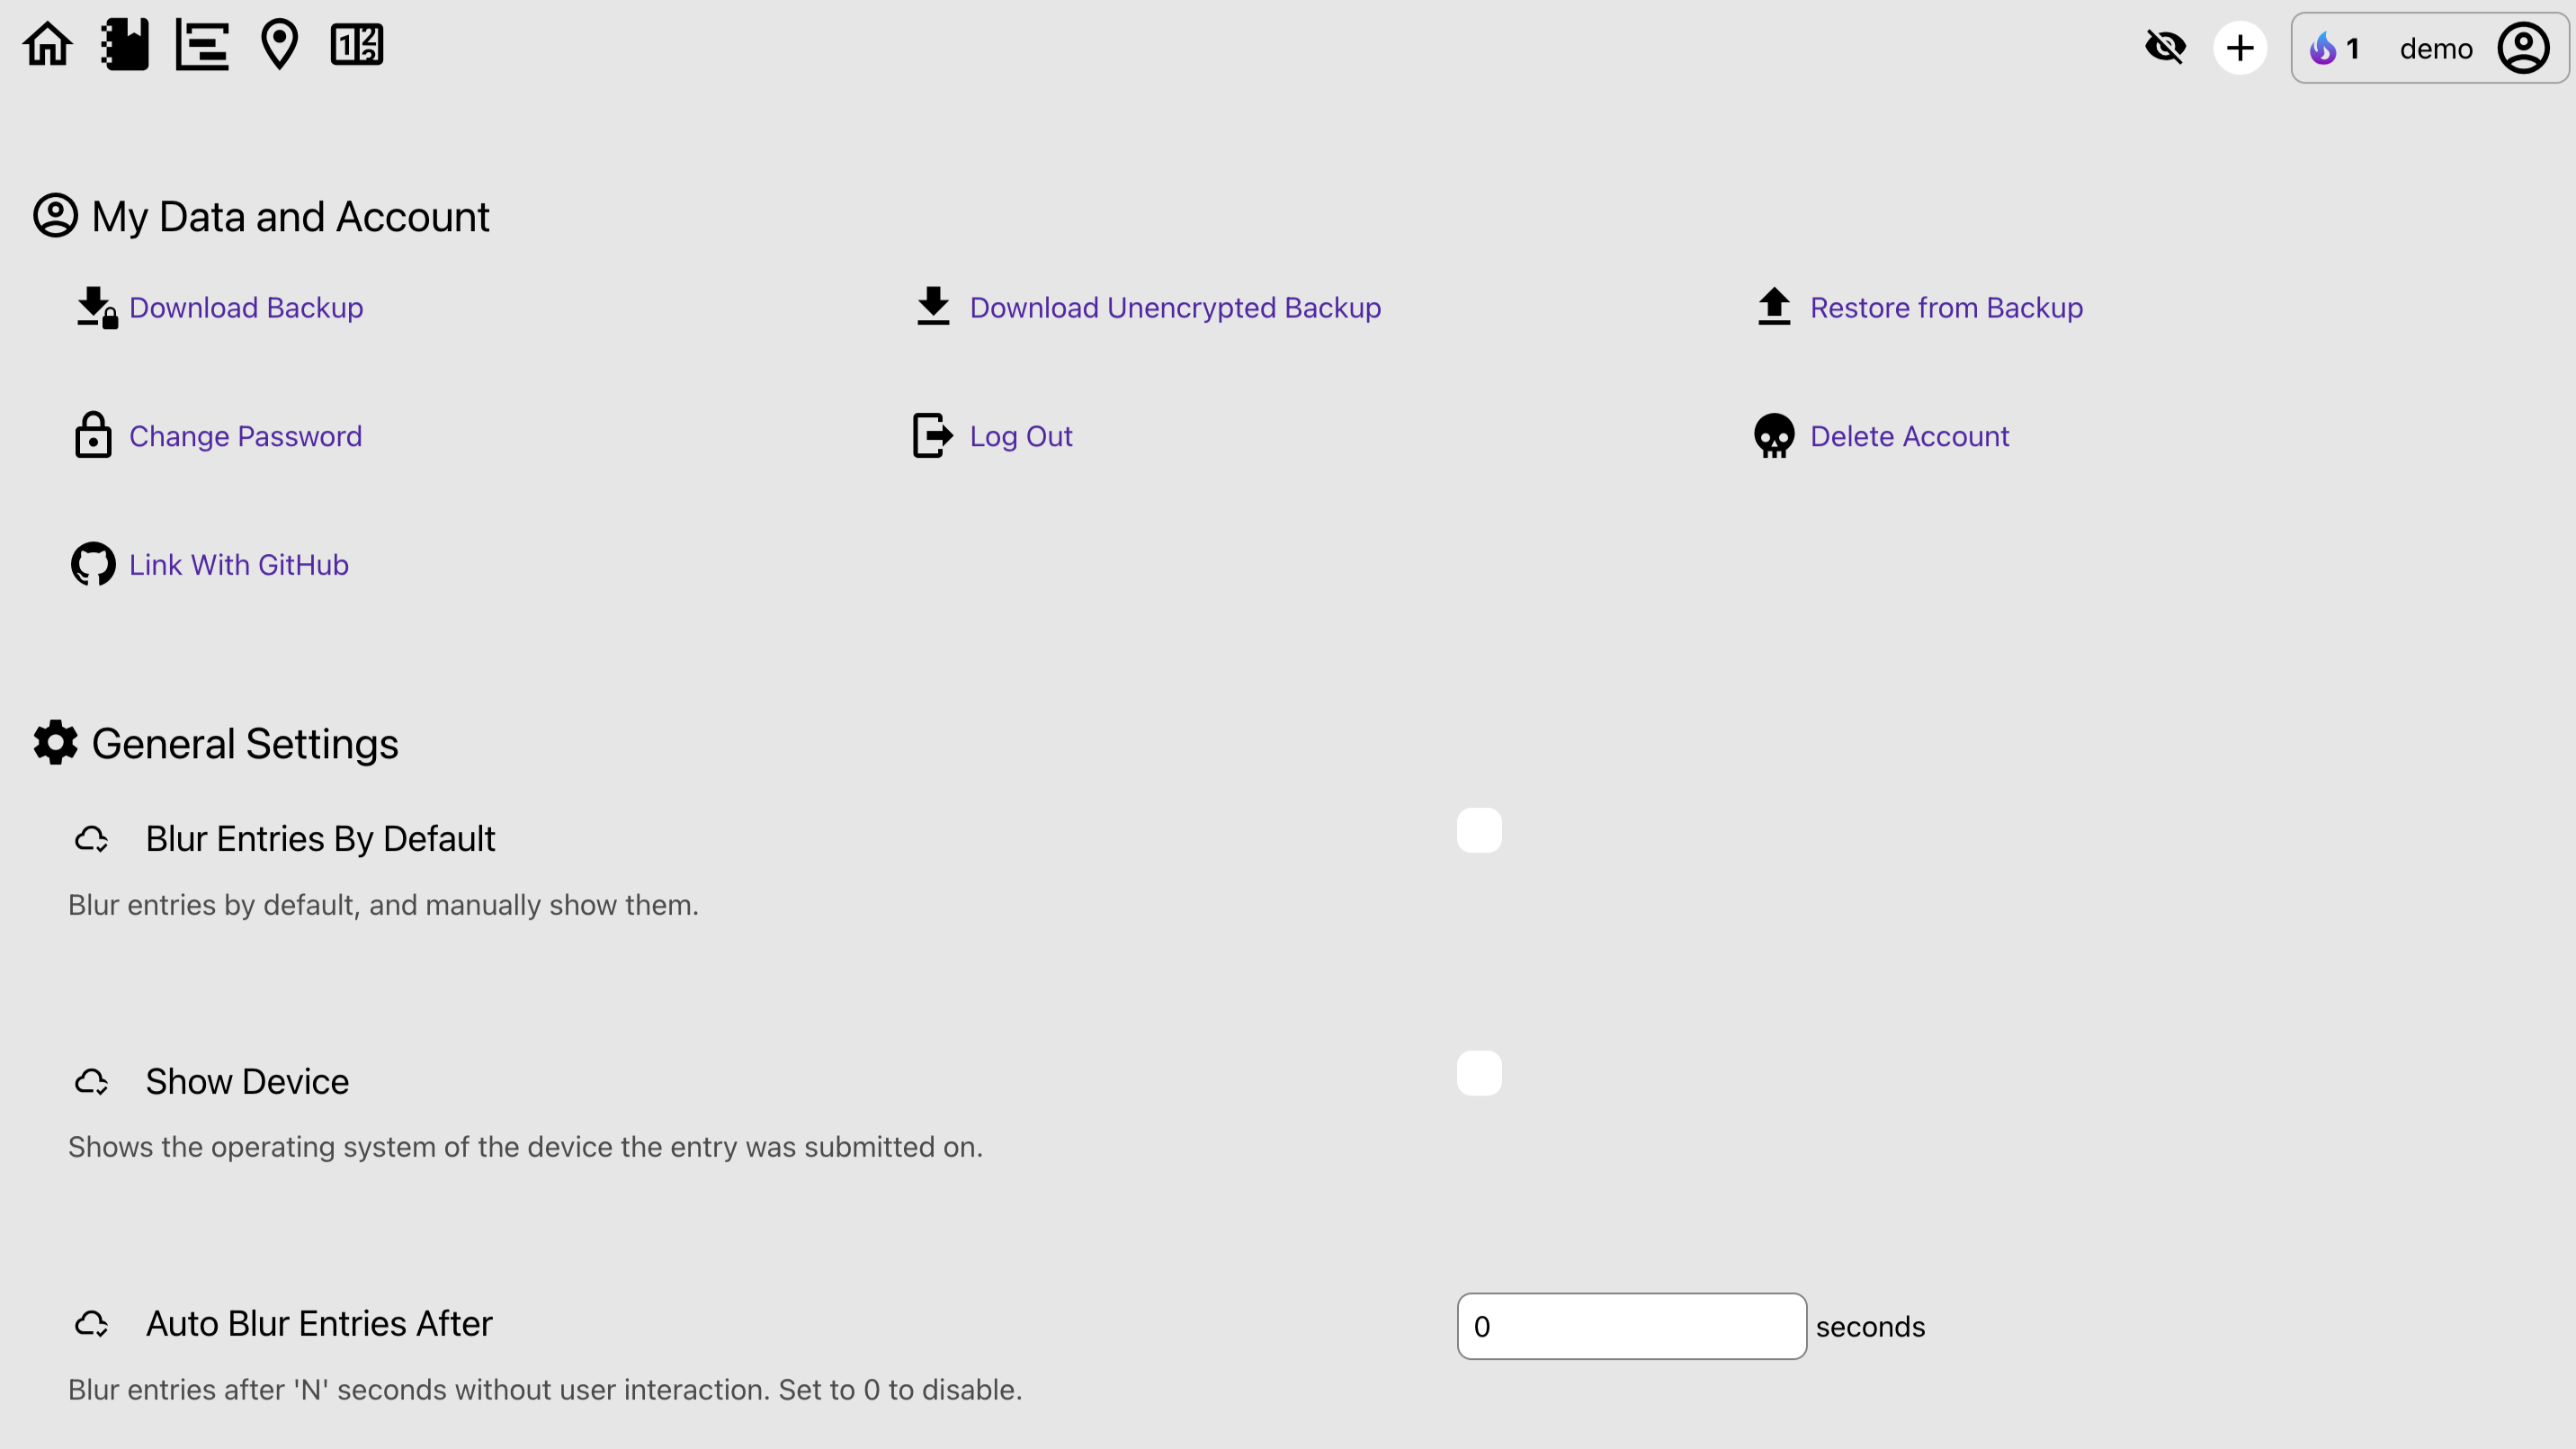 1 demo
My Data and Account
Download Backup
Download Unencrypted Backup
Restore from Backup
Change Password
Log Out
Delete Account
Link With GitHub
General Settings
Blur Entries By Default
Blur entries by default, and manually show them.
Show Device
Shows the operating system of the device the entry was submitted on.
Auto Blur Entries After
0 seconds
Blur entries after 'N' seconds without user interaction. Set to 0 to disable.